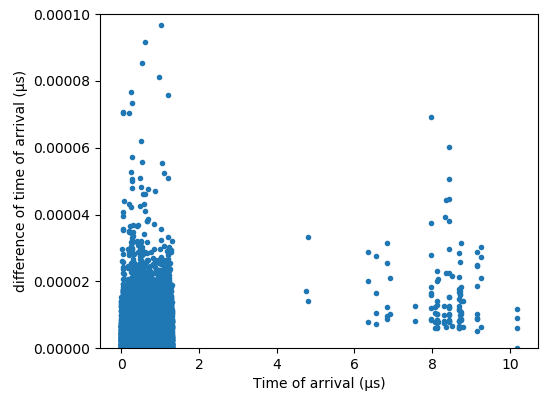 0.00010
0.00008
0.00006
0.00004
0.00002
0.00000
difference of time of arrival (μs)
0 2 4 6 8 10
Time of arrival (μs)